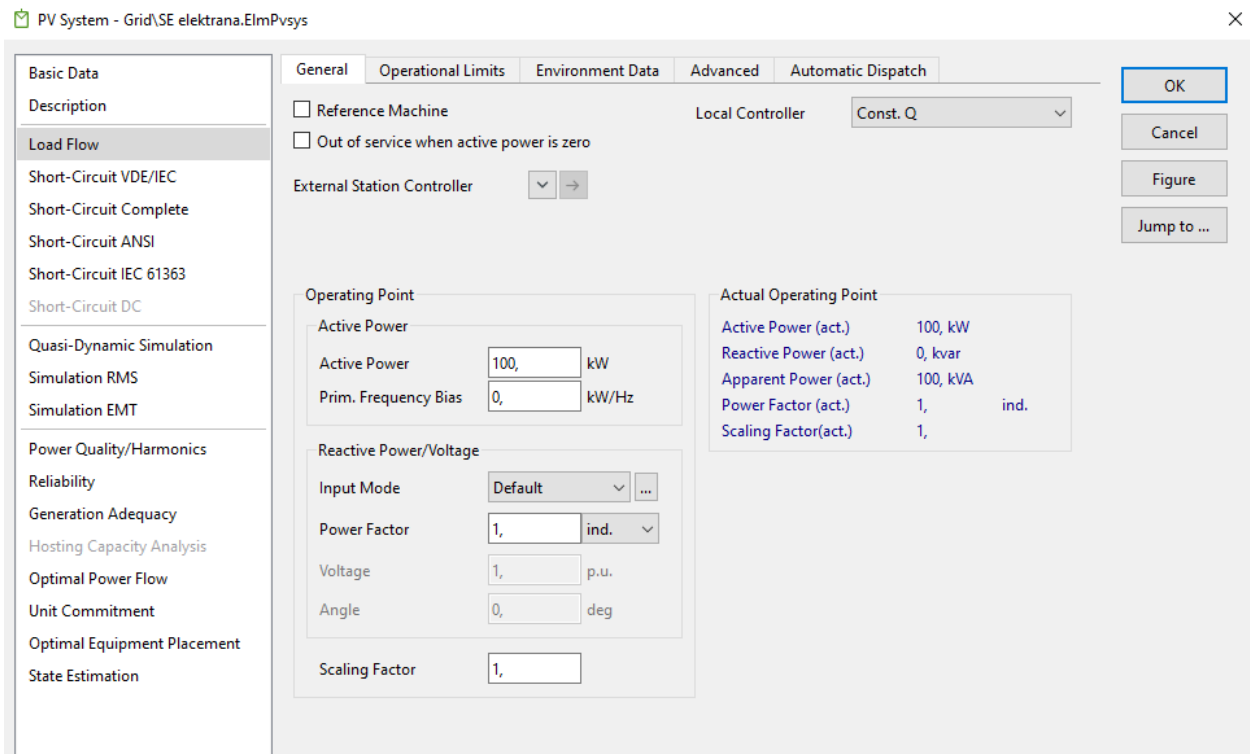 PV System - Grid\SE elektrana.ElmPvsys
Basic Data
Description
Load Flow
Short-Circuit VDE/IEC
Short-Circuit Complete
Short-Circuit ANSI
Short-Circuit IEC 61363
Short-Circuit DC
Quasi-Dynamic Simulation
Simulation RMS
Simulation EMT
Power Quality/Harmonics
Reliability
Generation Adequacy
Hosting Capacity Analysis
Optimal Power Flow
Unit Commitment
Optimal Equipment Placement
State Estimation
General Operational Limits Environment Data Advanced Automatic Dispatch
Reference Machine
Out of service when active power is zero
Local Controller Const. Q
External Station Controller
Operating Point
Active Power
Active Power 100, kW
Prim. Frequency Bias 0, kW/Hz
Reactive Power/Voltage
Input Mode Default ...
Power Factor 1, ind.
Voltage 1, p.u.
Angle 0, deg
Scaling Factor 1,
Actual Operating Point
Active Power (act.) 100, kW
Reactive Power (act.) 0, kvar
Apparent Power (act.) 100, kVA
Power Factor (act.) 1, ind.
Scaling Factor(act.) 1,
OK
Cancel
Figure
Jump to ...